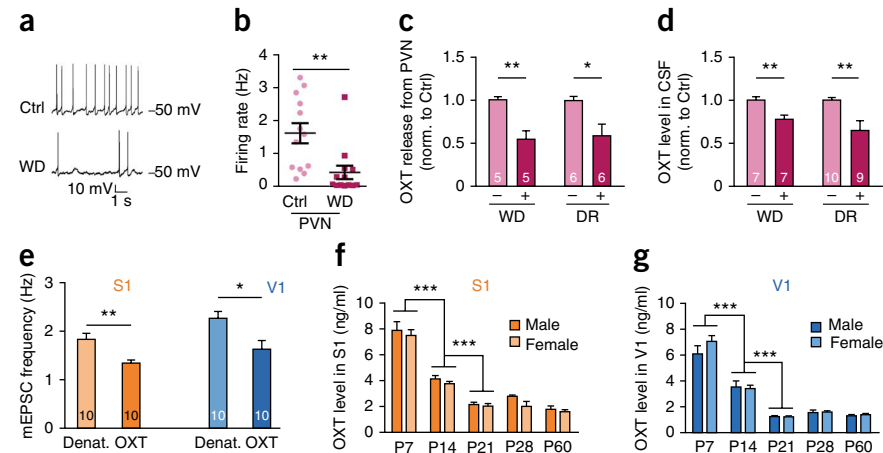 a
Ctrl
–50 mV
WD
–50 mV
10 mV
1 s
b
Firing rate (Hz)
4
3
2
1
0
**
Ctrl WD
PVN
c
OXT release from PVN
(norm. to Ctrl)
1.5
1.0
0.5
0
**
*
5 5 6 6
– + – +
WD DR
d
OXT level in CSF
(norm. to Ctrl)
1.5
1.0
0.5
0
**
**
7 7 10 9
– + – +
WD DR
e
mEPSC frequency (Hz)
3
2
1
0
S1
V1
**
*
10 10 10 10
Denat. OXT Denat. OXT
f
S1
OXT level in S1 (ng/ml)
10
8
6
4
2
0
***
***
Male
Female
P7 P14 P21 P28 P60
g
V1
OXT level in V1 (ng/ml)
10
8
6
4
2
0
***
***
Male
Female
P7 P14 P21 P28 P60